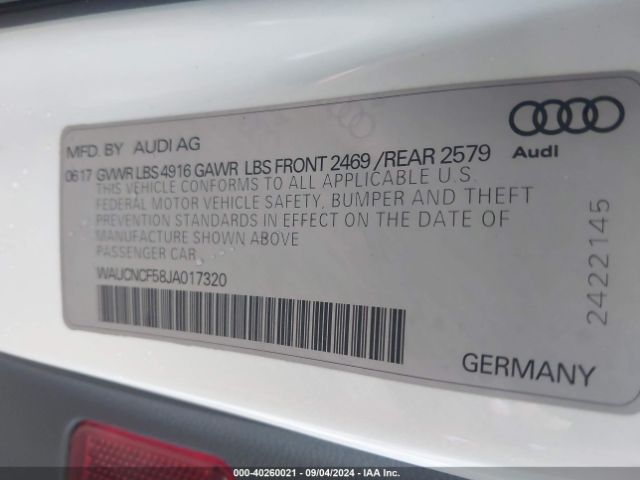 MFD. BY AUDI AG
0617 GVWR LBS 4916 GAWR LBS FRONT 2469 /REAR 2579
THIS VEHICLE CONFORMS TO ALL APPLICABLE U.S.
FEDERAL MOTOR VEHICLE SAFETY, BUMPER AND THEFT
PREVENTION STANDARDS IN EFFECT ON THE DATE OF
MANUFACTURE SHOWN ABOVE
PASSENGER CAR
WAUCNCF58JA017320
Audi
2422145
GERMANY
000-40260021 - 09/04/2024 - IAA Inc.